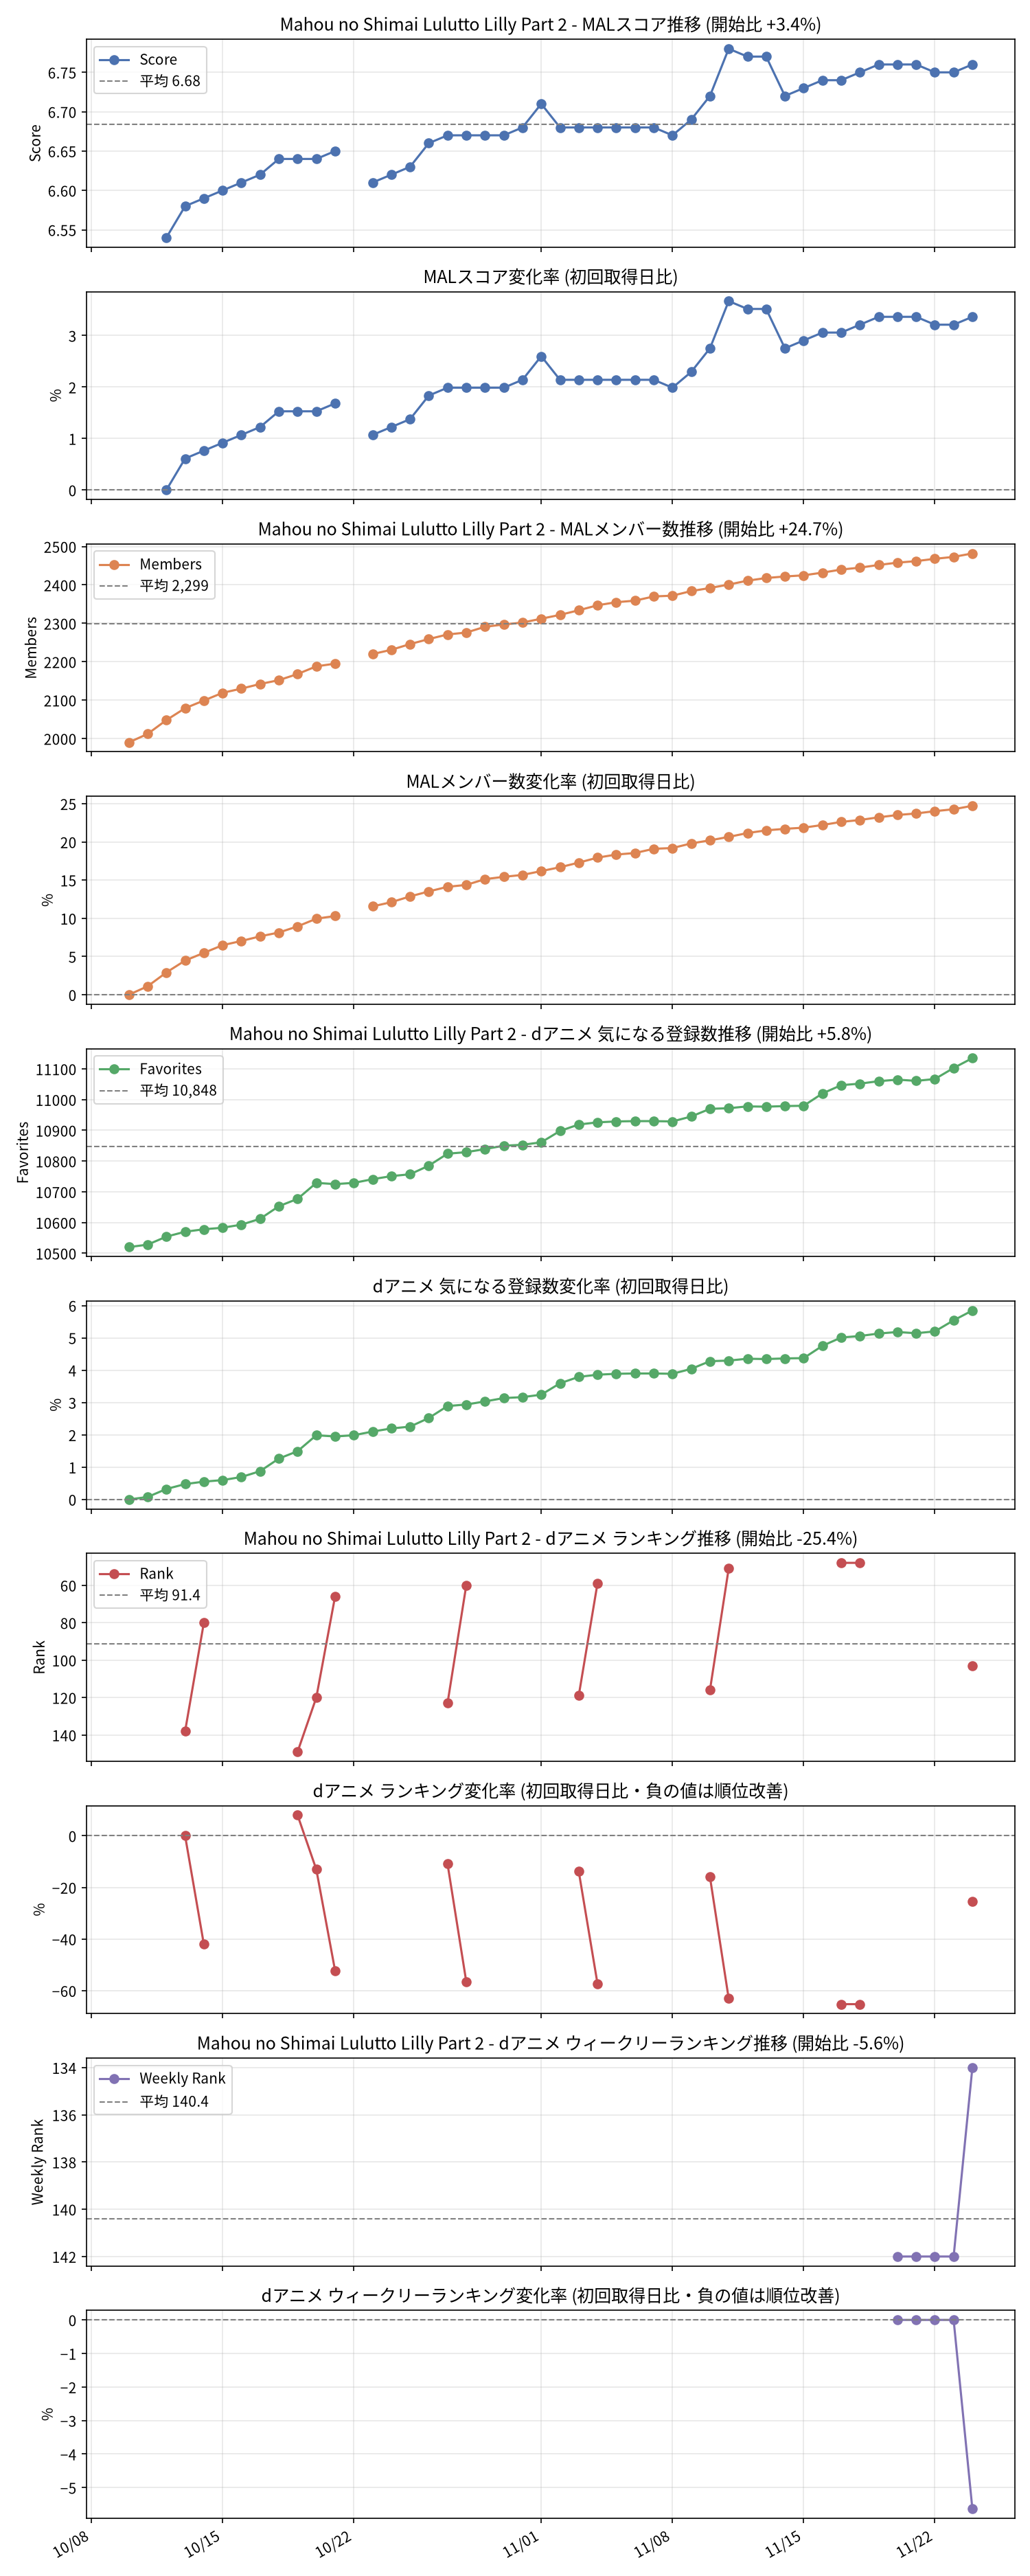 Mahou no Shimai Lulutto Lilly Part 2 - MALスコア推移 (開始比 +3.4%)
Score
平均 6.68
Score
6.75
6.70
6.65
6.60
6.55
MALスコア変化率 (初回取得日比)
%
3
2
1
0
Mahou no Shimai Lulutto Lilly Part 2 - MALメンバー数推移 (開始比 +24.7%)
Members
平均 2,299
Members
2500
2400
2300
2200
2100
2000
MALメンバー数変化率 (初回取得日比)
%
25
20
15
10
5
0
Mahou no Shimai Lulutto Lilly Part 2 - dアニメ 気になる登録数推移 (開始比 +5.8%)
Favorites
平均 10,848
Favorites
11100
11000
10900
10800
10700
10600
10500
dアニメ 気になる登録数変化率 (初回取得日比)
%
6
5
4
3
2
1
0
Mahou no Shimai Lulutto Lilly Part 2 - dアニメ ランキング推移 (開始比 -25.4%)
Rank
平均 91.4
Rank
60
80
100
120
140
dアニメ ランキング変化率 (初回取得日比・負の値は順位改善)
%
0
−20
−40
−60
Mahou no Shimai Lulutto Lilly Part 2 - dアニメ ウィークリーランキング推移 (開始比 -5.6%)
Weekly Rank
平均 140.4
Weekly Rank
134
136
138
140
142
dアニメ ウィークリーランキング変化率 (初回取得日比・負の値は順位改善)
%
0
−1
−2
−3
−4
−5
10/08
10/15
10/22
11/01
11/08
11/15
11/22